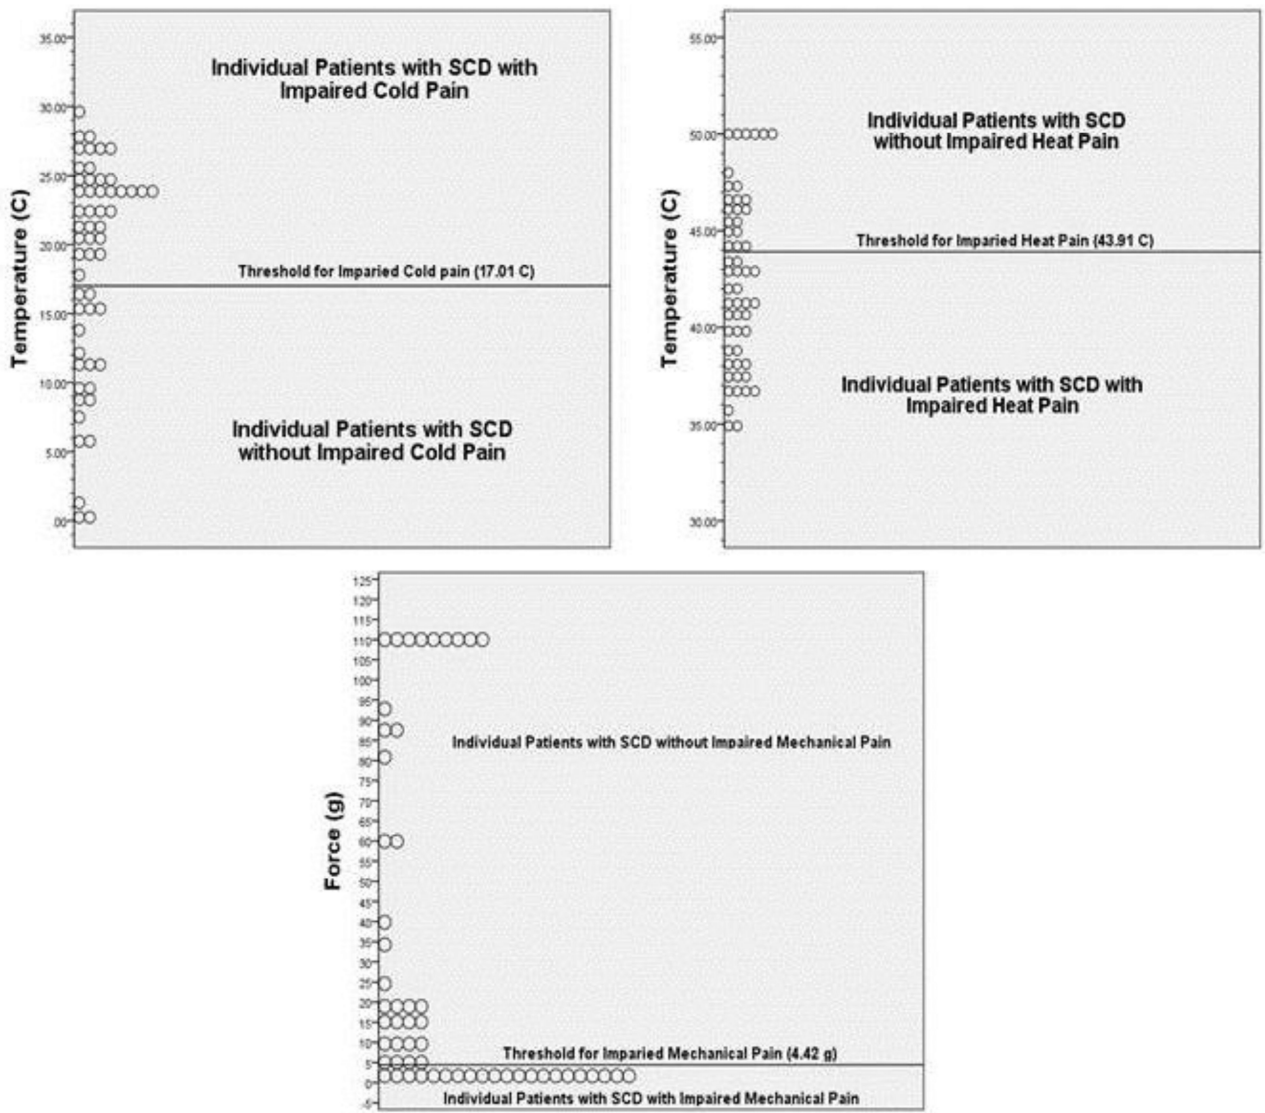 Temperature (C)
35.00
30.00
25.00
20.00
15.00
10.00
5.00
.00
Individual Patients with SCD with
Impaired Cold Pain
Threshold for Imparied Cold pain (17.01 C)
Individual Patients with SCD
without Impaired Cold Pain
Temperature (C)
55.00
50.00
45.00
40.00
35.00
30.00
Individual Patients with SCD
without Impaired Heat Pain
Threshold for Imparied Heat Pain (43.91 C)
Individual Patients with SCD with
Impaired Heat Pain
Force (g)
125
120
115
110
105
100
95
90
85
80
75
70
65
60
55
50
45
40
35
30
25
20
15
10
5
0
-5
Individual Patients with SCD without Impaired Mechanical Pain
Threshold for Imparied Mechanical Pain (4.42 g)
Individual Patients with SCD with Impaired Mechanical Pain